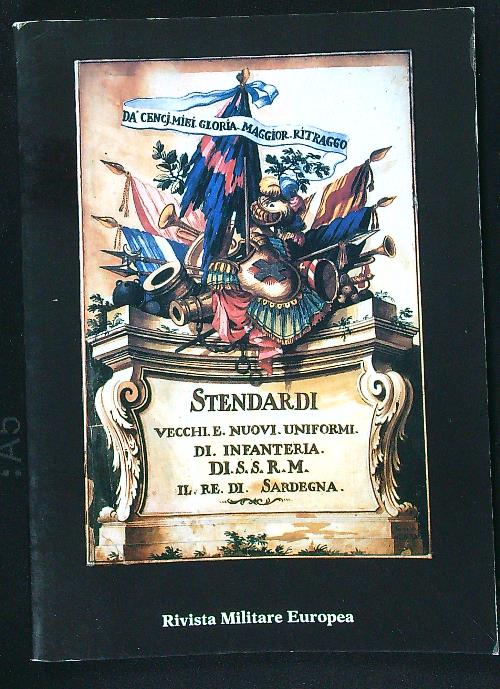 DA' CENCJ. MIEI. GLORIA. MAGGIOR. RITRAGGO
STENDARDI
VECCHI. E. NUOVI. UNIFORMI.
DI. INFANTERIA.
DI. S. S. R. M.
IL. RE. DI. SARDEGNA.
Rivista Militare Europea